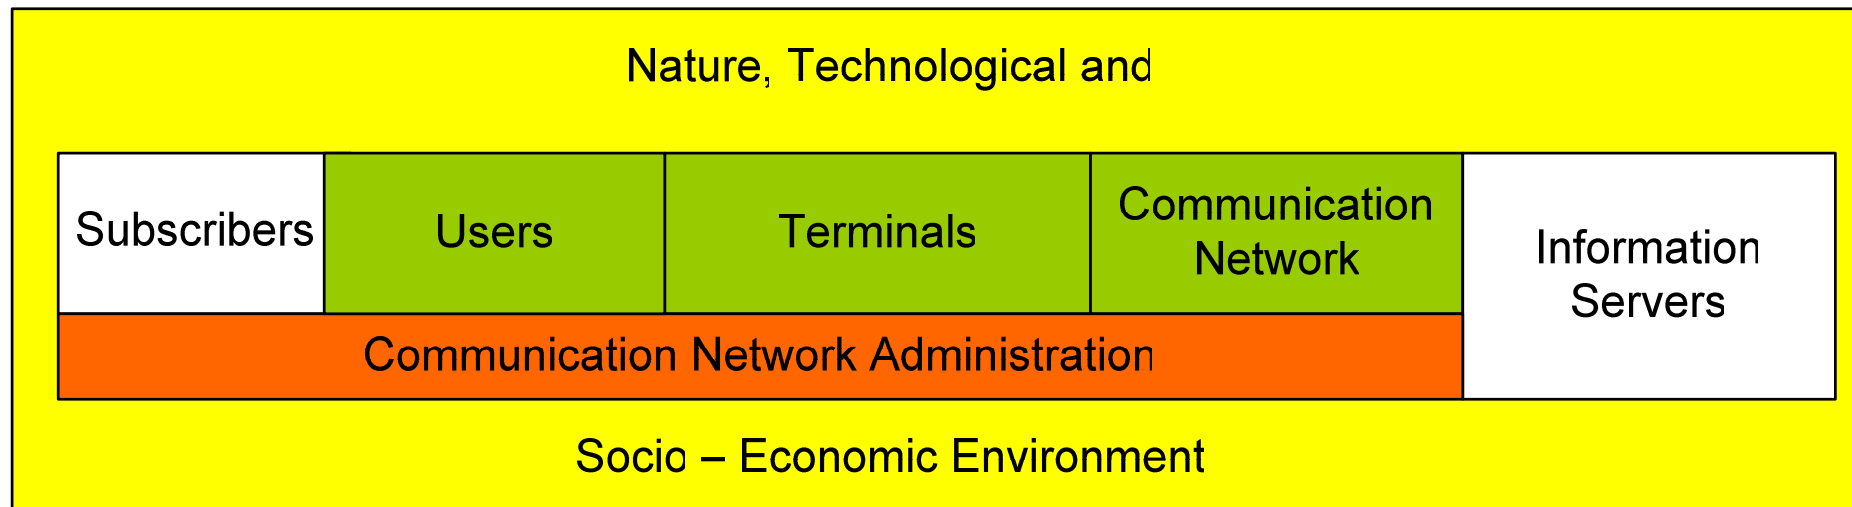 Nature, Technological and
Subscribers
Users
Terminals
Communication
Network
Information
Servers
Communication Network Administration
Socio – Economic Environment